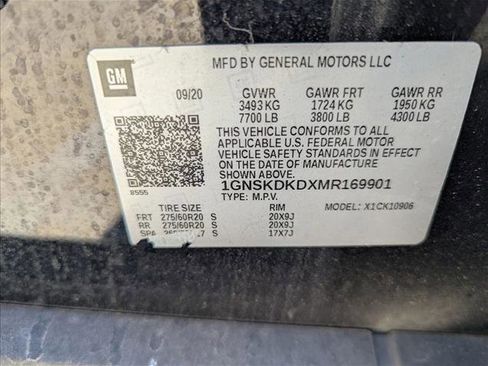 GM
MFD BY GENERAL MOTORS LLC
09/20 GVWR GAWR FRT GAWR RR
3493 KG 1724 KG 1950 KG
7700 LB 3800 LB 4300 LB
THIS VEHICLE CONFORMS TO ALL
APPLICABLE U.S. FEDERAL MOTOR
VEHICLE SAFETY STANDARDS IN EFFECT
ON THE DATE OF MANUFACTURE
SHOWN ABOVE.
8555 1GNSKDKDXMR169901
TYPE: M.P.V. MODEL: X1CK10906
TIRE SIZE RIM
FRT 275/60R20 S 20X9J
RR 275/60R20 S 20X9J
SPA S 17X7J